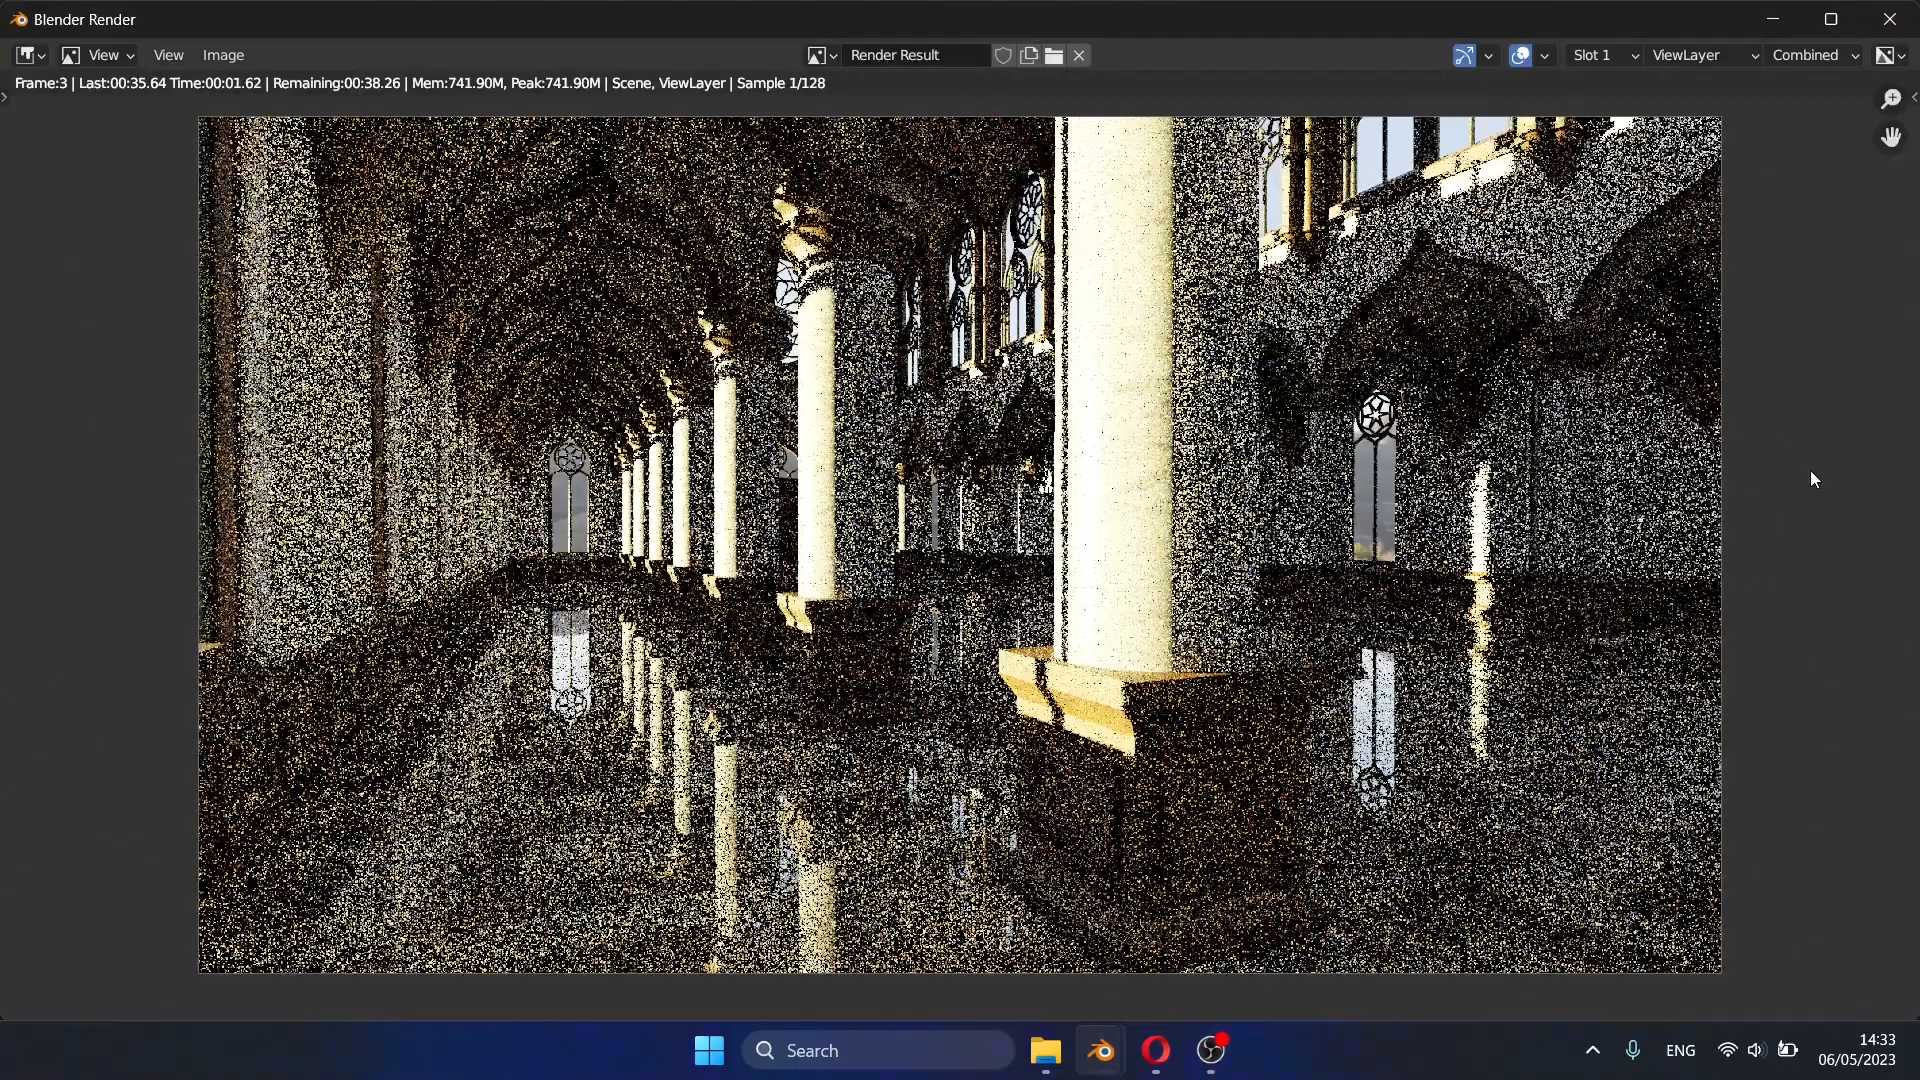 Blender Render
View View Image Render Result Slot 1 ViewLayer Combined
Frame:3 | Last:00:35.64 Time:00:01.62 | Remaining:00:38.26 | Mem:741.90M, Peak:741.90M | Scene, ViewLayer | Sample 1/128
Search
ENG
14:33
06/05/2023